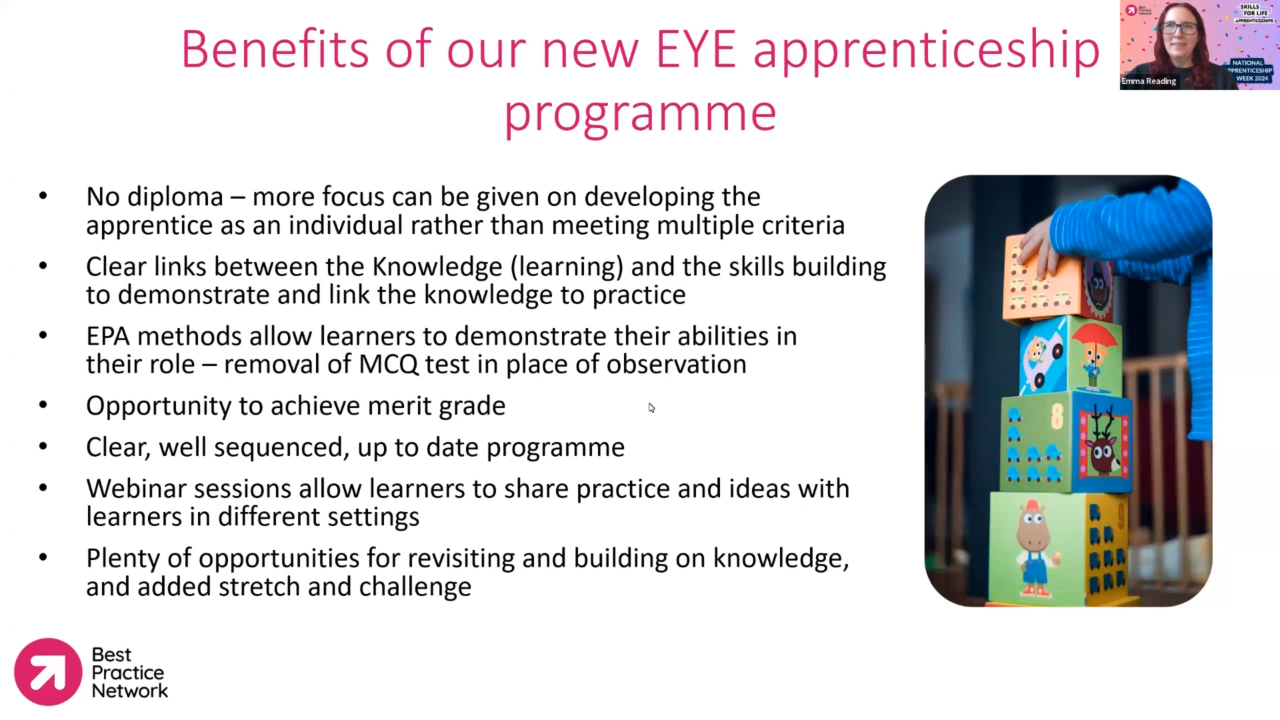 Benefits of our new EYE apprenticeship
programme
• No diploma – more focus can be given on developing the
apprentice as an individual rather than meeting multiple criteria
• Clear links between the Knowledge (learning) and the skills building
to demonstrate and link the knowledge to practice
• EPA methods allow learners to demonstrate their abilities in
their role – removal of MCQ test in place of observation
• Opportunity to achieve merit grade
• Clear, well sequenced, up to date programme
• Webinar sessions allow learners to share practice and ideas with
learners in different settings
• Plenty of opportunities for revisiting and building on knowledge,
and added stretch and challenge
Best
Practice
Network
Best
Practice
Network
SKILLS
FOR LIFE
APPRENTICESHIPS
NATIONAL
APPRENTICESHIP
WEEK 2024
Emma Reading
8
9